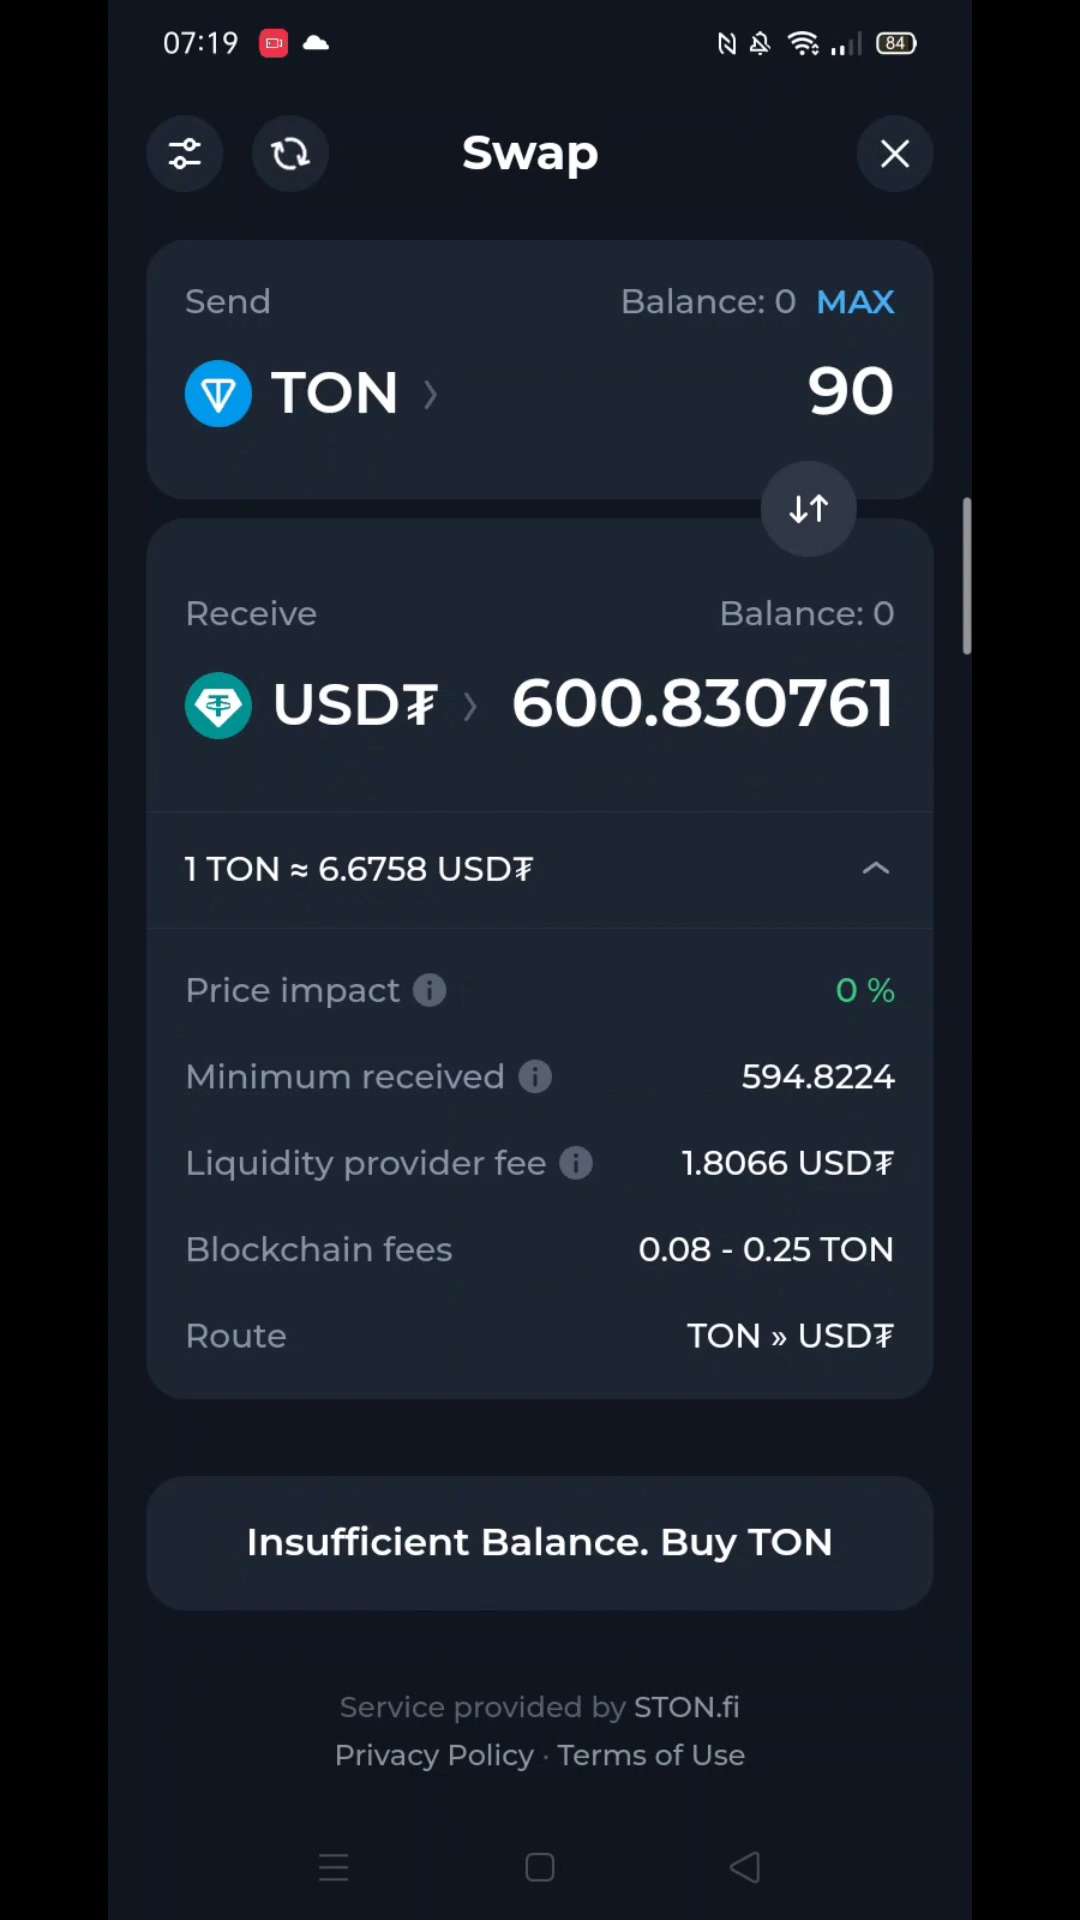 07:19
84
Swap
Send
Balance: 0 MAX
TON
90
Receive
Balance: 0
USD₮
600.830761
1 TON ≈ 6.6758 USD₮
Price impact
0 %
Minimum received
594.8224
Liquidity provider fee
1.8066 USD₮
Blockchain fees
0.08 - 0.25 TON
Route
TON » USD₮
Insufficient Balance. Buy TON
Service provided by STON.fi
Privacy Policy · Terms of Use